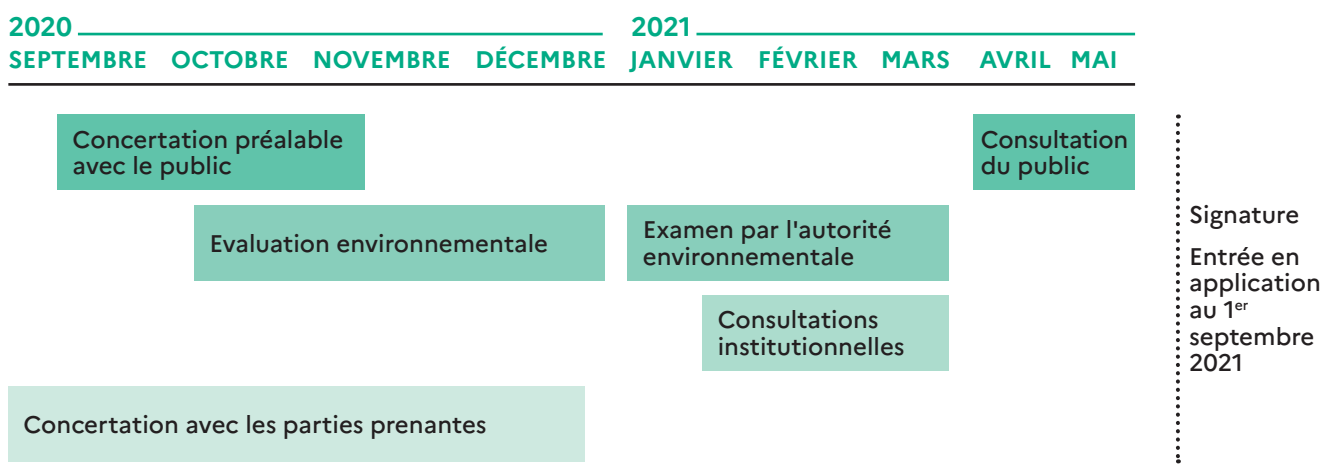 2020
2021
SEPTEMBRE OCTOBRE NOVEMBRE DÉCEMBRE JANVIER FÉVRIER MARS AVRIL MAI
Concertation préalable
avec le public
Consultation
du public
Evaluation environnementale
Examen par l'autorité
environnementale
Consultations
institutionnelles
Concertation avec les parties prenantes
Signature
Entrée en
application
au 1er
septembre
2021